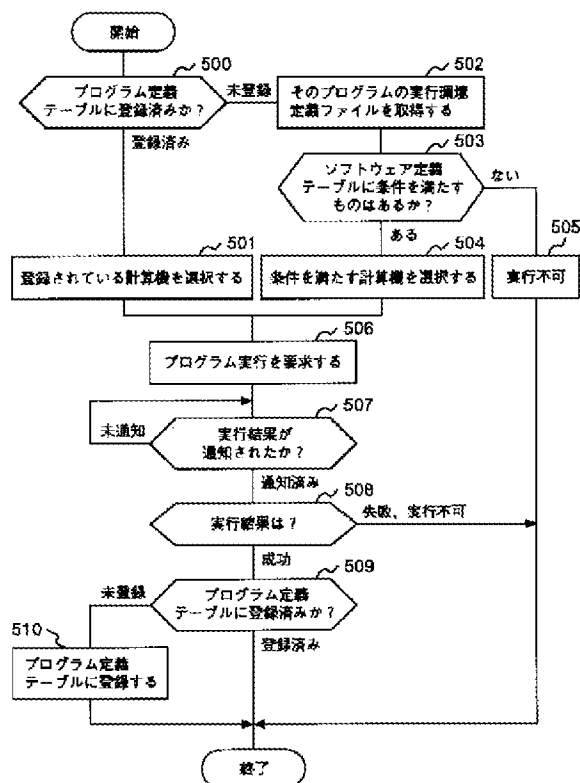 開始
500
プログラム定義
テーブルに登録済みか？
未登録
登録済み
502
そのプログラムの実行環境
定義ファイルを取得する
503
ソフトウェア定義
テーブルに条件を満たす
ものはあるか？
ない
ある
501
登録されている計算機を選択する
504
条件を満たす計算機を選択する
505
実行不可
506
プログラム実行を要求する
507
実行結果が
通知されたか？
未通知
通知済み
508
実行結果は？
失敗、実行不可
成功
509
プログラム定義
テーブルに登録済みか？
未登録
登録済み
510
プログラム定義
テーブルに登録する
終了